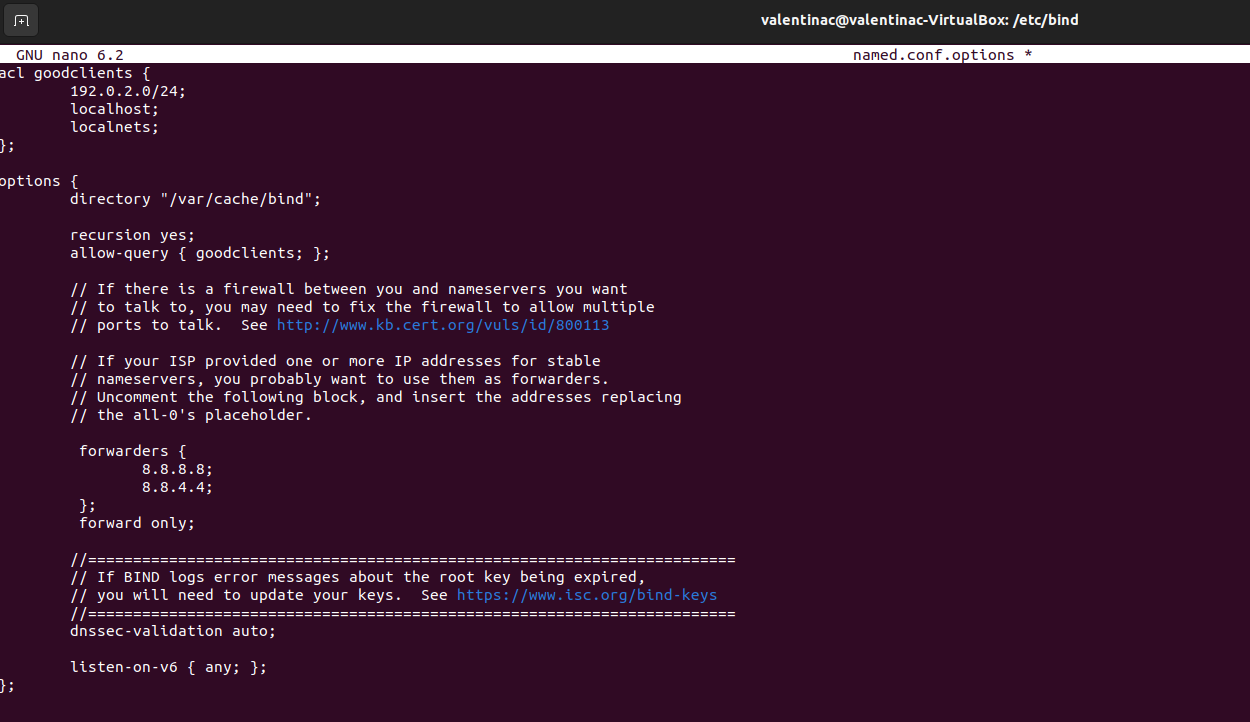 valentinac@valentinac-VirtualBox: /etc/bind
GNU nano 6.2 named.conf.options *
acl goodclients {
192.0.2.0/24;
localhost;
localnets;
};
options {
directory "/var/cache/bind";
recursion yes;
allow-query { goodclients; };
// If there is a firewall between you and nameservers you want
// to talk to, you may need to fix the firewall to allow multiple
// ports to talk.  See http://www.kb.cert.org/vuls/id/800113
// If your ISP provided one or more IP addresses for stable
// nameservers, you probably want to use them as forwarders.
// Uncomment the following block, and insert the addresses replacing
// the all-0's placeholder.
forwarders {
8.8.8.8;
8.8.4.4;
};
forward only;
//========================================================================
// If BIND logs error messages about the root key being expired,
// you will need to update your keys.  See https://www.isc.org/bind-keys
//========================================================================
dnssec-validation auto;
listen-on-v6 { any; };
};